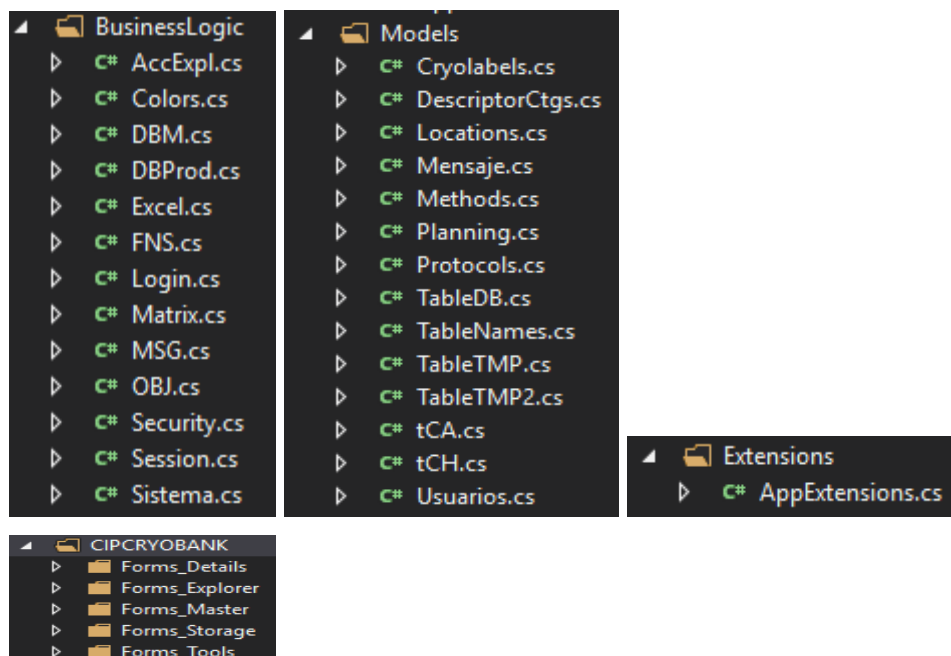 BusinessLogic
C# AccExpl.cs
C# Colors.cs
C# DBM.cs
C# DBProd.cs
C# Excel.cs
C# FNS.cs
C# Login.cs
C# Matrix.cs
C# MSG.cs
C# OBJ.cs
C# Security.cs
C# Session.cs
C# Sistema.cs
Models
C# Cryolabels.cs
C# DescriptorCtgs.cs
C# Locations.cs
C# Mensaje.cs
C# Methods.cs
C# Planning.cs
C# Protocols.cs
C# TableDB.cs
C# TableNames.cs
C# TableTMP.cs
C# TableTMP2.cs
C# tCA.cs
C# tCH.cs
C# Usuarios.cs
Extensions
C# AppExtensions.cs
CIPCRYOBANK
Forms_Details
Forms_Explorer
Forms_Master
Forms_Storage
Forms_Tools